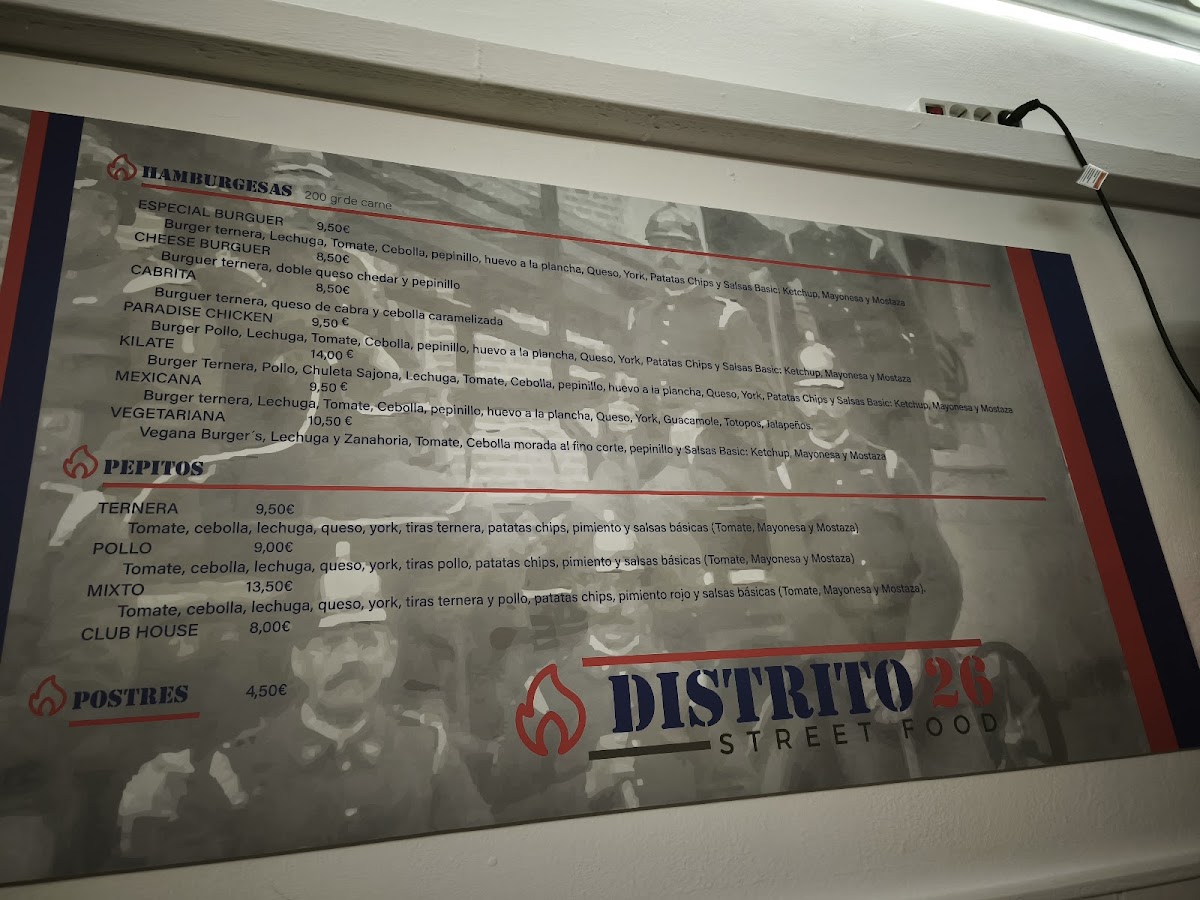 HAMBURGESAS 200 gr de carne
ESPECIAL BURGUER 9,50€
Burger ternera, Lechuga, Tomate, Cebolla, pepinillo, huevo a la plancha, Queso, York, Patatas Chips y Salsas Basic: Ketchup, Mayonesa y Mostaza
CHEESE BURGUER 8,50€
Burguer ternera, doble queso chedar y pepinillo
CABRITA 8,50€
Burguer ternera, queso de cabra y cebolla caramelizada
PARADISE CHICKEN 9,50 €
Burger Pollo, Lechuga, Tomate, Cebolla, pepinillo, huevo a la plancha, Queso, York, Patatas Chips y Salsas Basic: Ketchup, Mayonesa y Mostaza
KILATE 14,00 €
Burger Ternera, Pollo, Chuleta Sajona, Lechuga, Tomate, Cebolla, pepinillo, huevo a la plancha, Queso, York, Patatas Chips y Salsas Basic: Ketchup, Mayonesa y Mostaza
MEXICANA 9,50 €
Burger ternera, Lechuga, Tomate, Cebolla, pepinillo, huevo a la plancha, Queso, York, Guacamole, Totopos, Jalapeños.
VEGETARIANA 10,50 €
Vegana Burger´s, Lechuga y Zanahoria, Tomate, Cebolla morada al fino corte, pepinillo y Salsas Basic: Ketchup, Mayonesa y Mostaza
PEPITOS
TERNERA 9,50€
Tomate, cebolla, lechuga, queso, york, tiras ternera, patatas chips, pimiento y salsas básicas (Tomate, Mayonesa y Mostaza)
POLLO 9,00€
Tomate, cebolla, lechuga, queso, york, tiras pollo, patatas chips, pimiento y salsas básicas (Tomate, Mayonesa y Mostaza)
MIXTO 13,50€
Tomate, cebolla, lechuga, queso, york, tiras ternera y pollo, patatas chips, pimiento rojo y salsas básicas (Tomate, Mayonesa y Mostaza).
CLUB HOUSE 8,00€
POSTRES 4,50€
DISTRITO 26
STREET FOOD